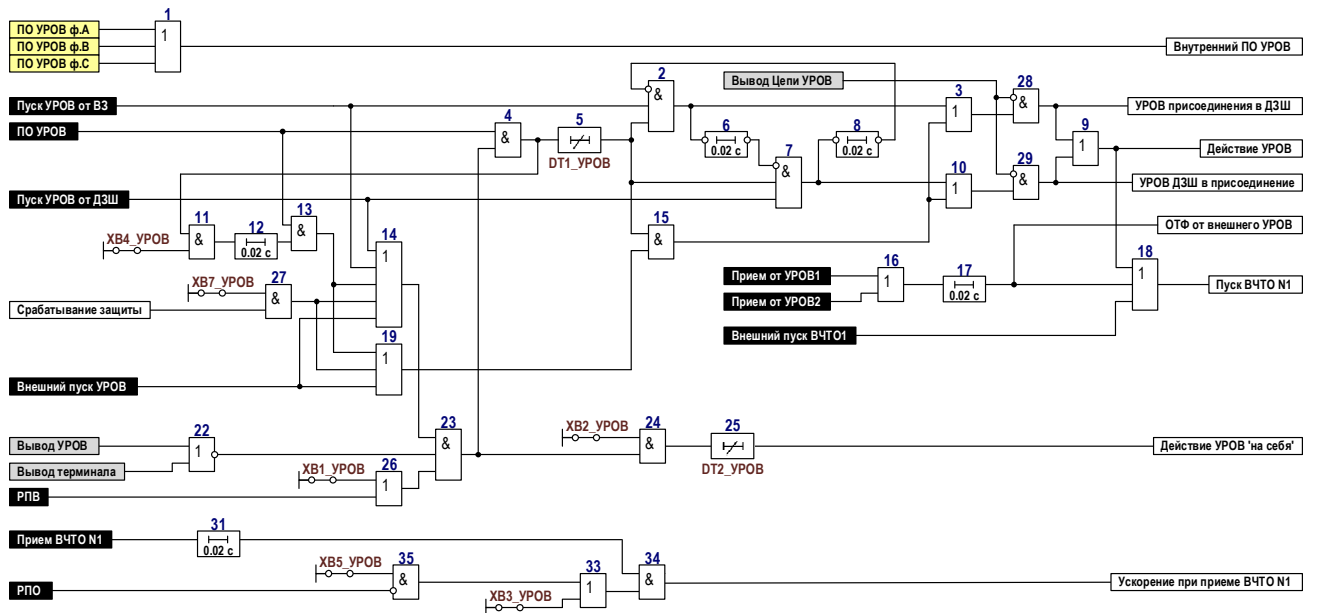 1
ПО УРОВ ф.A
1
ПО УРОВ ф.B
Внутренний ПО УРОВ
ПО УРОВ ф.C
2
Вывод Цепи УРОВ
28
&
3
&
Пуск УРОВ от ВЗ
4
1
УРОВ присоединения в ДЗШ
5
6
8
9
ПО УРОВ
&
0.02 с
0.02 с
1
Действие УРОВ
DT1_УРОВ
7
29
&
10
&
1
УРОВ ДЗШ в присоединение
Пуск УРОВ от ДЗШ
11
12
13
15
ОТФ от внешнего УРОВ
XB4_УРОВ
&
0.02 с
&
14
&
1
16
17
18
XB7_УРОВ
27
Прием от УРОВ1
1
1
Пуск ВЧТО N1
&
Прием от УРОВ2
0.02 с
Срабатывание защиты
19
Внешний пуск ВЧТО1
1
Внешний пуск УРОВ
23
XB2_УРОВ
24
25
Вывод УРОВ
22
&
&
Действие УРОВ 'на себя'
1
DT2_УРОВ
Вывод терминала
XB1_УРОВ
26
РПВ
1
31
Прием ВЧТО N1
0.02 с
XB5_УРОВ
35
33
34
&
1
&
Ускорение при приеме ВЧТО N1
РПО
XB3_УРОВ